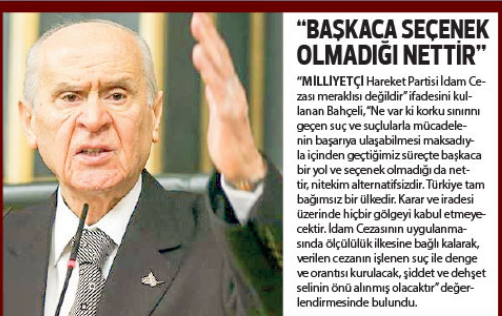 “BAŞKACA SEÇENEK
OLMADIĞI NETTİR”
“MİLLİYETÇİ Hareket Partisi İdam Ce-
zası meraklısı değildir” ifadesini kul-
lanan Bahçeli, “Ne var ki korku sınırını
geçen suç ve suçlularla mücadele-
nin başarıya ulaşabilmesi maksadıy-
la içinden geçtiğimiz süreçte başkaca
bir yol ve seçenek olmadığı da net-
tir, nitekim alternatifsizdir. Türkiye tam
bağımsız bir ülkedir. Karar ve iradesi
üzerinde hiçbir gölgeyi kabul etmeye-
cektir. İdam Cezasının uygulanma-
sında ölçülülük ilkesine bağlı kalarak,
verilen cezanın işlenen suç ile denge
ve orantısı kurulacak, şiddet ve dehşet
selinin önü alınmış olacaktır” değer-
lendirmesinde bulundu.